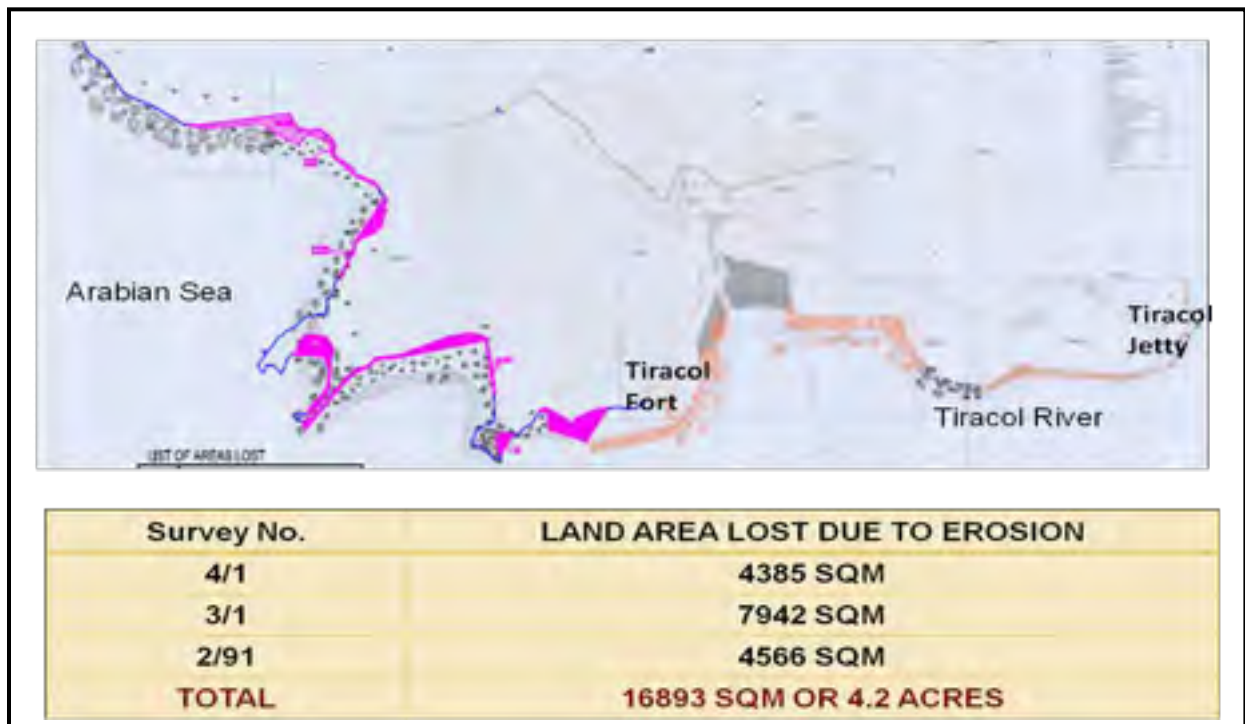 Arabian Sea
Tiracol
Fort
Tiracol
Jetty
Tiracol River
LIST OF AREAS LOST
Survey No. LAND AREA LOST DUE TO EROSION
4/1 4385 SQM
3/1 7942 SQM
2/91 4566 SQM
TOTAL 16893 SQM OR 4.2 ACRES